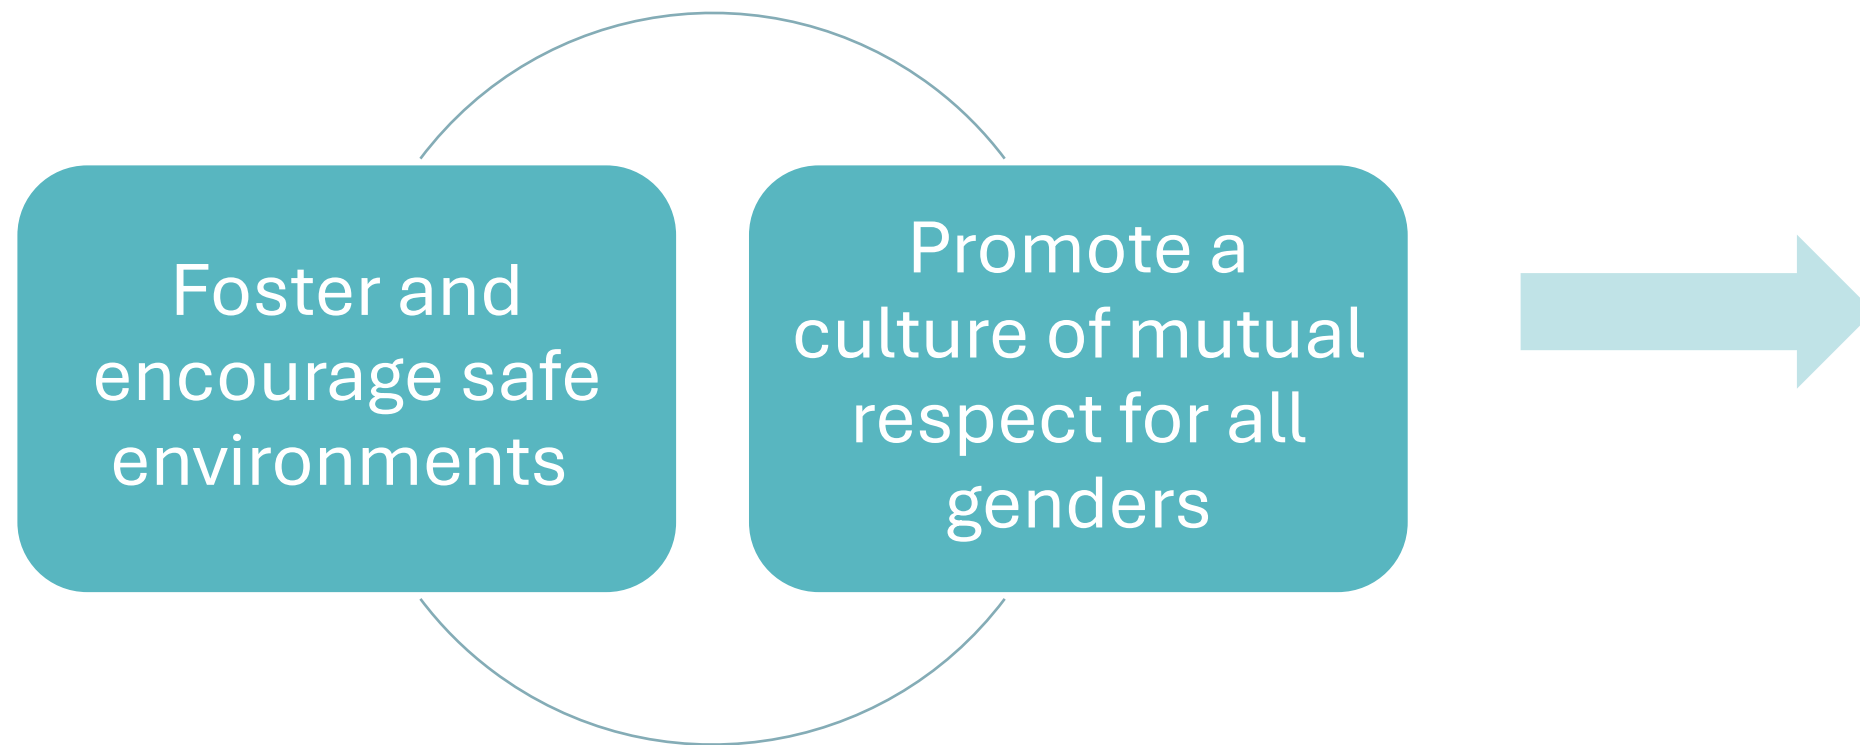 Foster and
encourage safe
environments
Promote a
culture of mutual
respect for all
genders